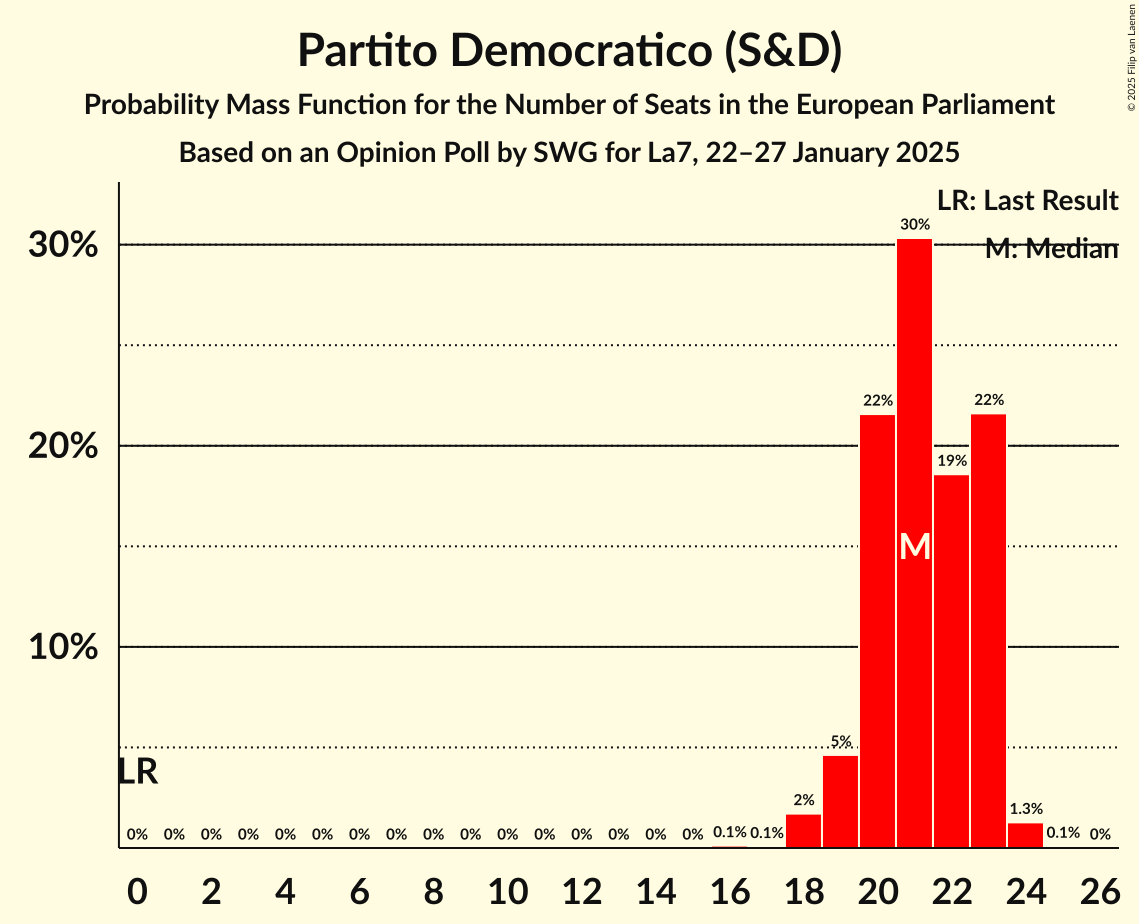 Partito Democratico (S&D)
Probability Mass Function for the Number of Seats in the European Parliament
Based on an Opinion Poll by SWG for La7, 22–27 January 2025
© 2025 Filip van Laenen
LR: Last Result
M: Median
30%
20%
10%
30%
22%
22%
19%
M
5%
LR
2%
1.3%
0% 0% 0% 0% 0% 0% 0% 0% 0% 0% 0% 0% 0% 0% 0% 0% 0.1% 0.1% 0.1% 0%
0 2 4 6 8 10 12 14 16 18 20 22 24 26